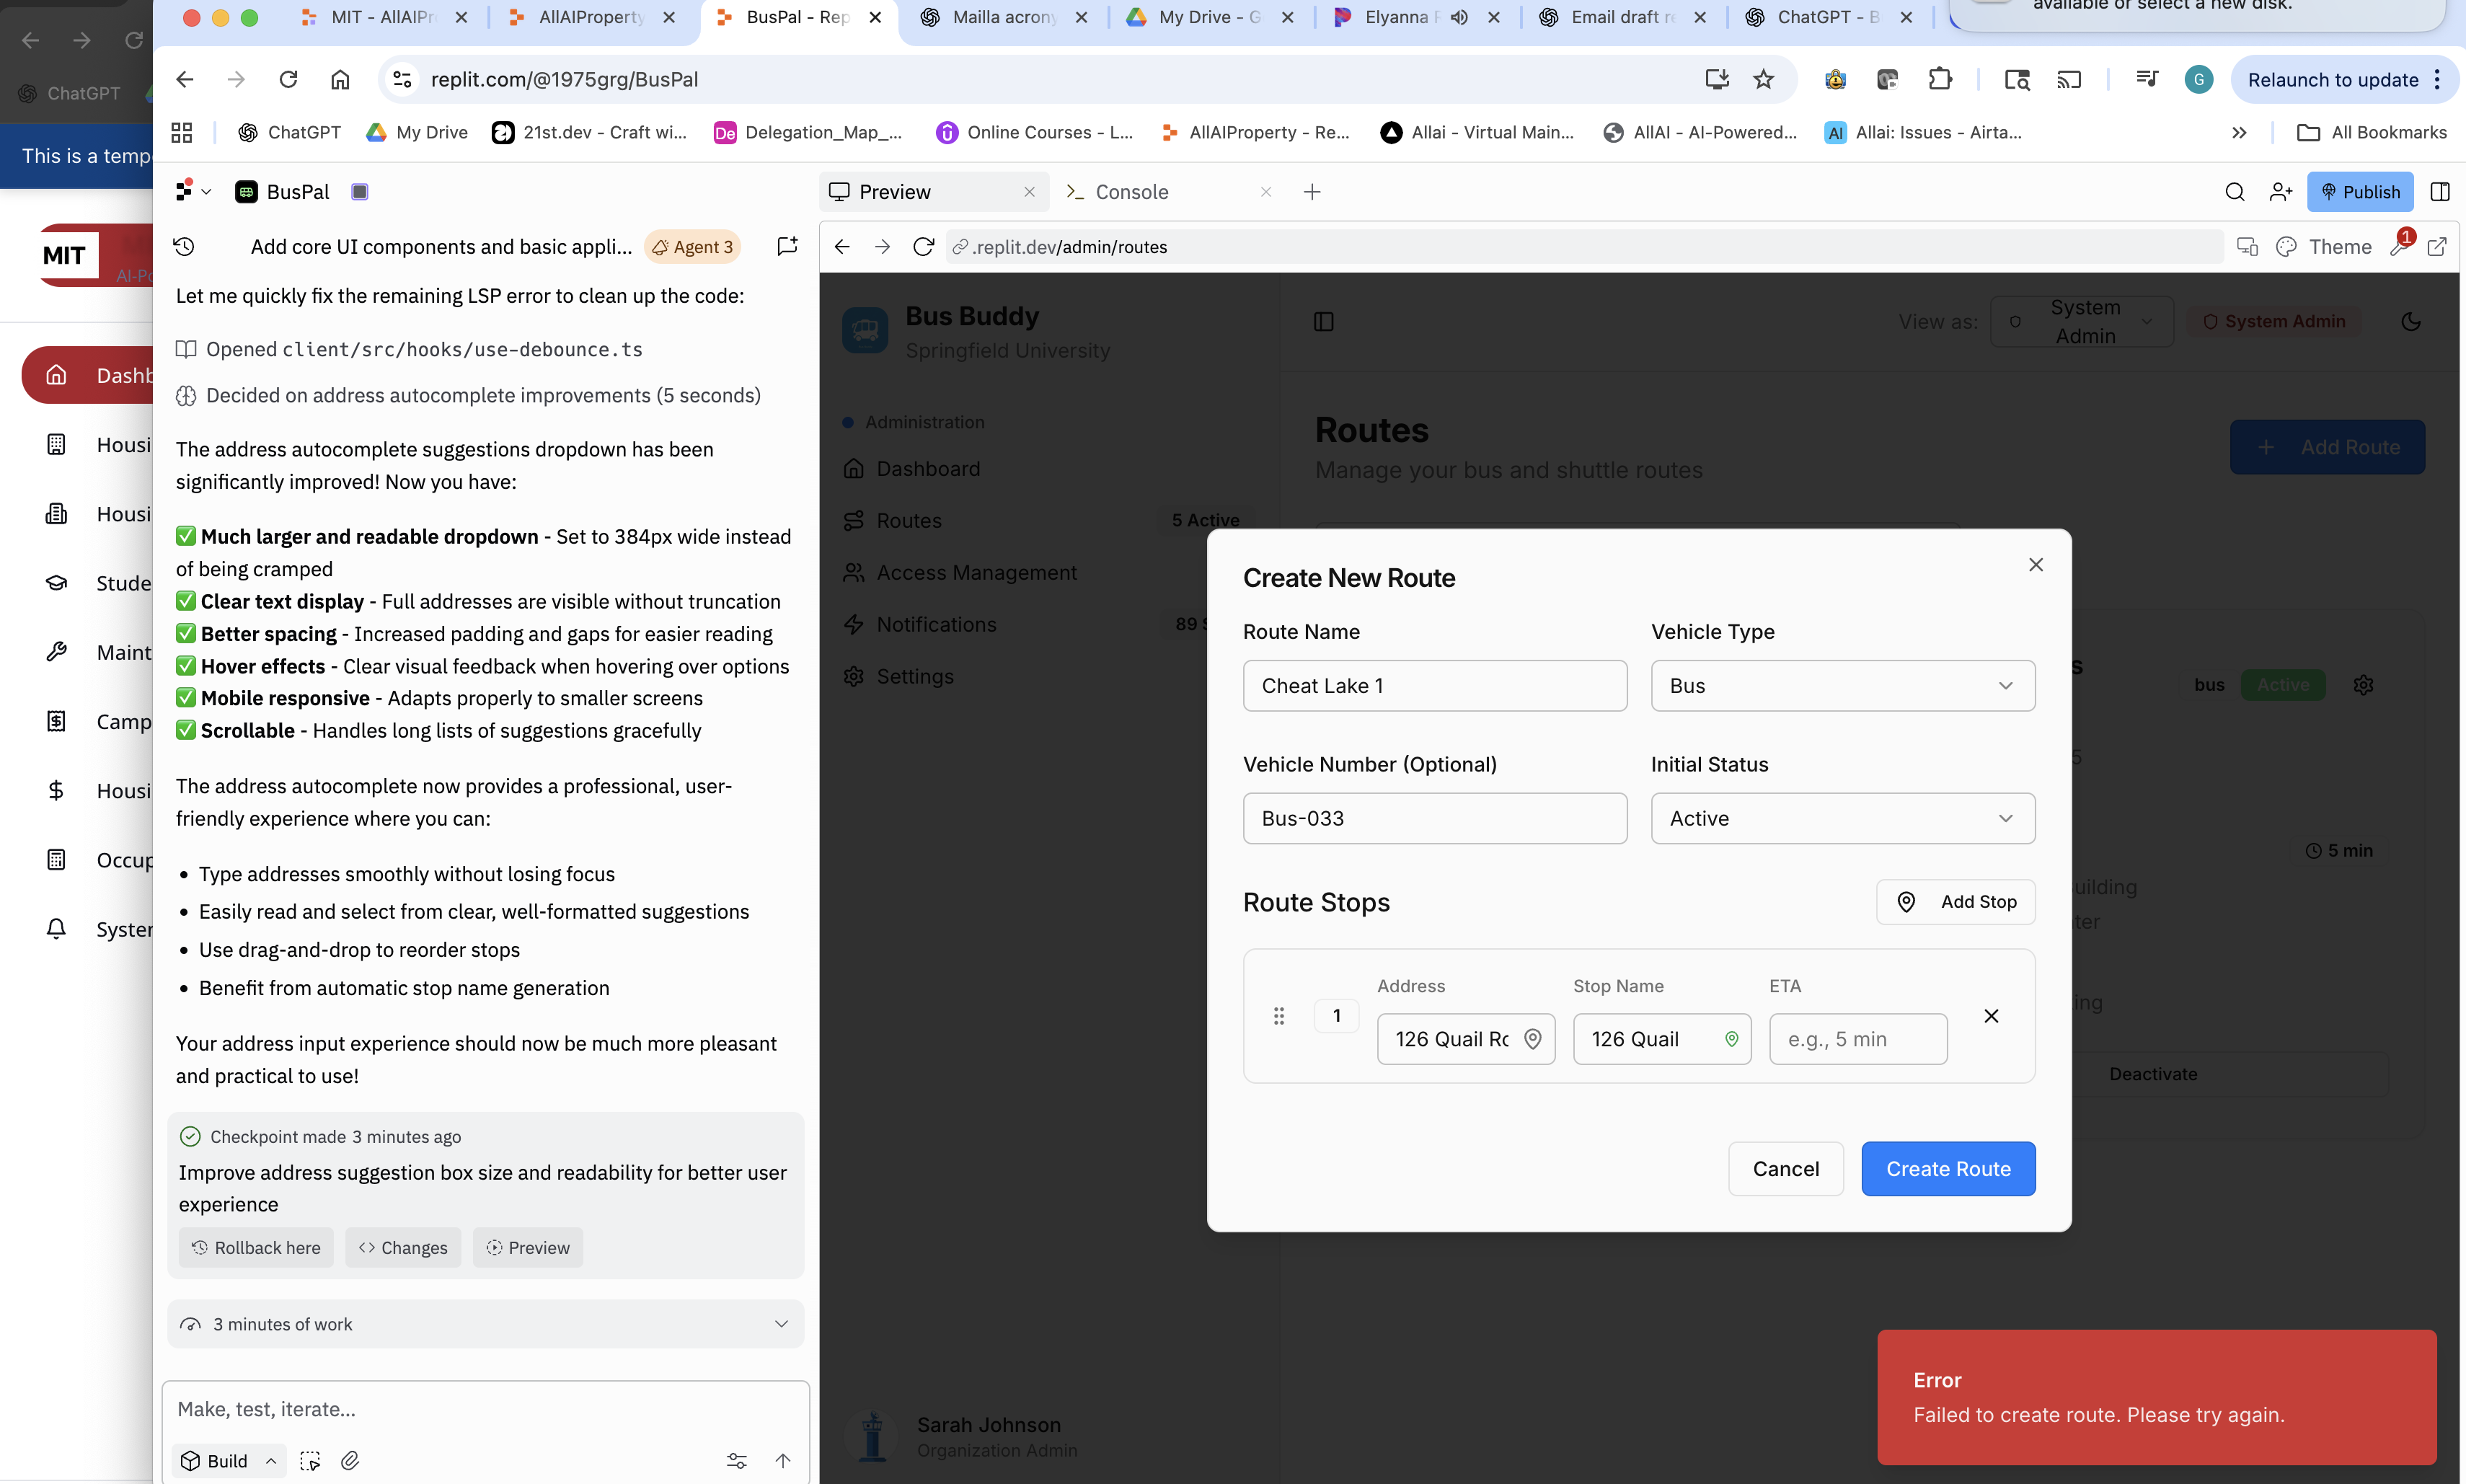 available or select a new disk.
MIT - AllAIPr
AllAIProperty
BusPal - Rep
Mailla acrony
My Drive - G
Elyanna
Email draft re
ChatGPT - B
replit.com/@1975grg/BusPal
G
Relaunch to update
ChatGPT
ChatGPT
My Drive
21st.dev - Craft wi...
De
Delegation_Map_...
Online Courses - L...
AllAIProperty - Re...
Allai - Virtual Main...
AllAI - AI-Powered...
AI
Allai: Issues - Airta...
All Bookmarks
This is a temp
MIT
AI-Po
Dashb
Housi
Housi
Stude
Maint
Camp
Housi
Occup
System
BusPal
Preview
Console
Publish
Add core UI components and basic appli...
Agent 3
.replit.dev/admin/routes
Theme
1
Let me quickly fix the remaining LSP error to clean up the code:
Opened client/src/hooks/use-debounce.ts
Decided on address autocomplete improvements (5 seconds)
The address autocomplete suggestions dropdown has been
significantly improved! Now you have:
✅ Much larger and readable dropdown - Set to 384px wide instead
of being cramped
✅ Clear text display - Full addresses are visible without truncation
✅ Better spacing - Increased padding and gaps for easier reading
✅ Hover effects - Clear visual feedback when hovering over options
✅ Mobile responsive - Adapts properly to smaller screens
✅ Scrollable - Handles long lists of suggestions gracefully
The address autocomplete now provides a professional, user-
friendly experience where you can:
• Type addresses smoothly without losing focus
• Easily read and select from clear, well-formatted suggestions
• Use drag-and-drop to reorder stops
• Benefit from automatic stop name generation
Your address input experience should now be much more pleasant
and practical to use!
Checkpoint made 3 minutes ago
Improve address suggestion box size and readability for better user
experience
Rollback here
Changes
Preview
3 minutes of work
Make, test, iterate...
Build
Bus Buddy
Springfield University
View as:
System
Admin
System Admin
Administration
Dashboard
Routes
5 Active
Access Management
Notifications
89 S
Settings
Routes
Manage your bus and shuttle routes
Add Route
s
bus
Active
5
5 min
uilding
ter
ing
Deactivate
Create New Route
Route Name
Vehicle Type
Cheat Lake 1
Bus
Vehicle Number (Optional)
Initial Status
Bus-033
Active
Route Stops
Add Stop
Address
Stop Name
ETA
1
126 Quail Rc
126 Quail
e.g., 5 min
Cancel
Create Route
Sarah Johnson
Organization Admin
Error
Failed to create route. Please try again.